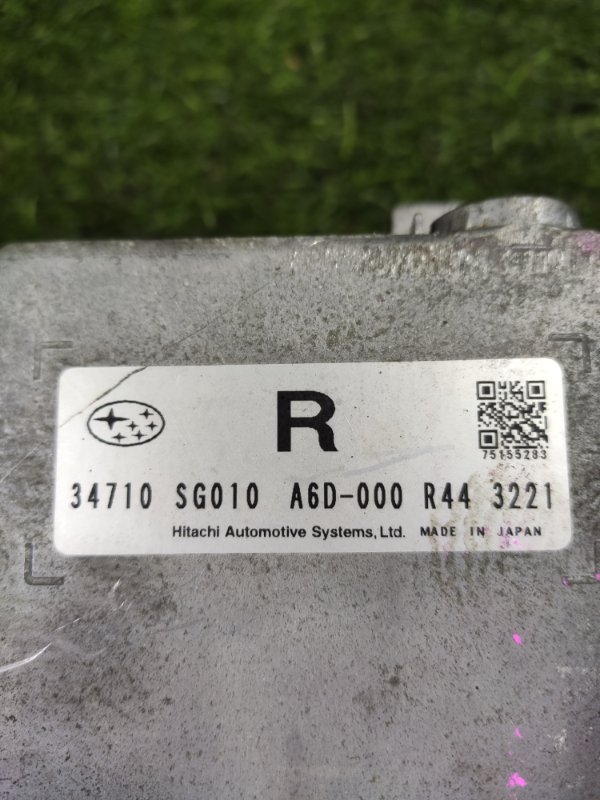 R
75155283
34710 SG010 A6D-000 R44 3221
Hitachi Automotive Systems, Ltd. MADE IN JAPAN